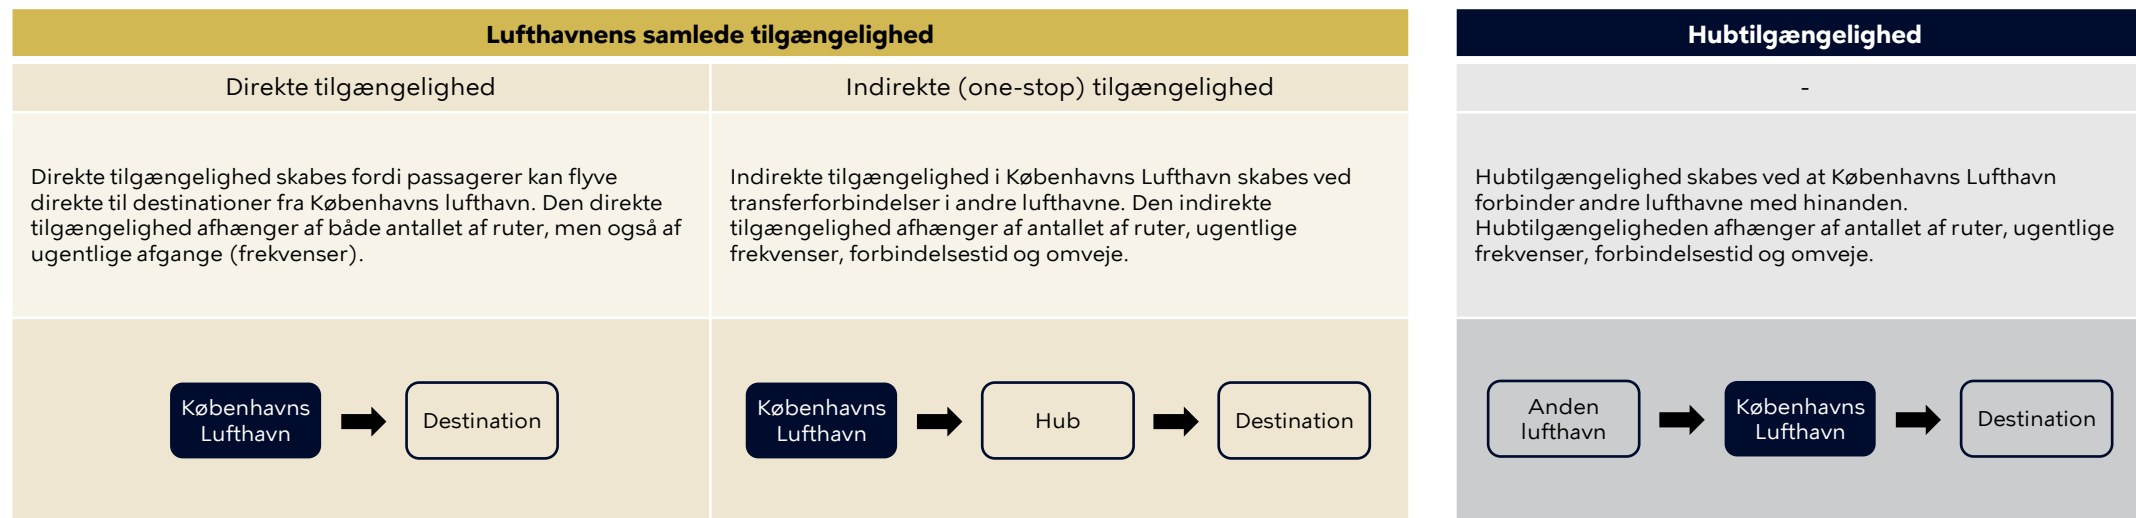 Lufthavnens samlede tilgængelighed
Direkte tilgængelighed
Indirekte (one-stop) tilgængelighed
Direkte tilgængelighed skabes fordi passagerer kan flyve
direkte til destinationer fra Københavns lufthavn. Den direkte
tilgængelighed afhænger af både antallet af ruter, men også af
ugentlige afgange (frekvenser).
Indirekte tilgængelighed i Københavns Lufthavn skabes ved
transferforbindelser i andre lufthavne. Den indirekte
tilgængelighed afhænger af antallet af ruter, ugentlige
frekvenser, forbindelsestid og omveje.
Københavns
Lufthavn
Destination
Københavns
Lufthavn
Hub
Destination
Hubtilgængelighed
-
Hubtilgængelighed skabes ved at Københavns Lufthavn
forbinder andre lufthavne med hinanden.
Hubtilgængeligheden afhænger af antallet af ruter, ugentlige
frekvenser, forbindelsestid og omveje.
Anden
lufthavn
Københavns
Lufthavn
Destination